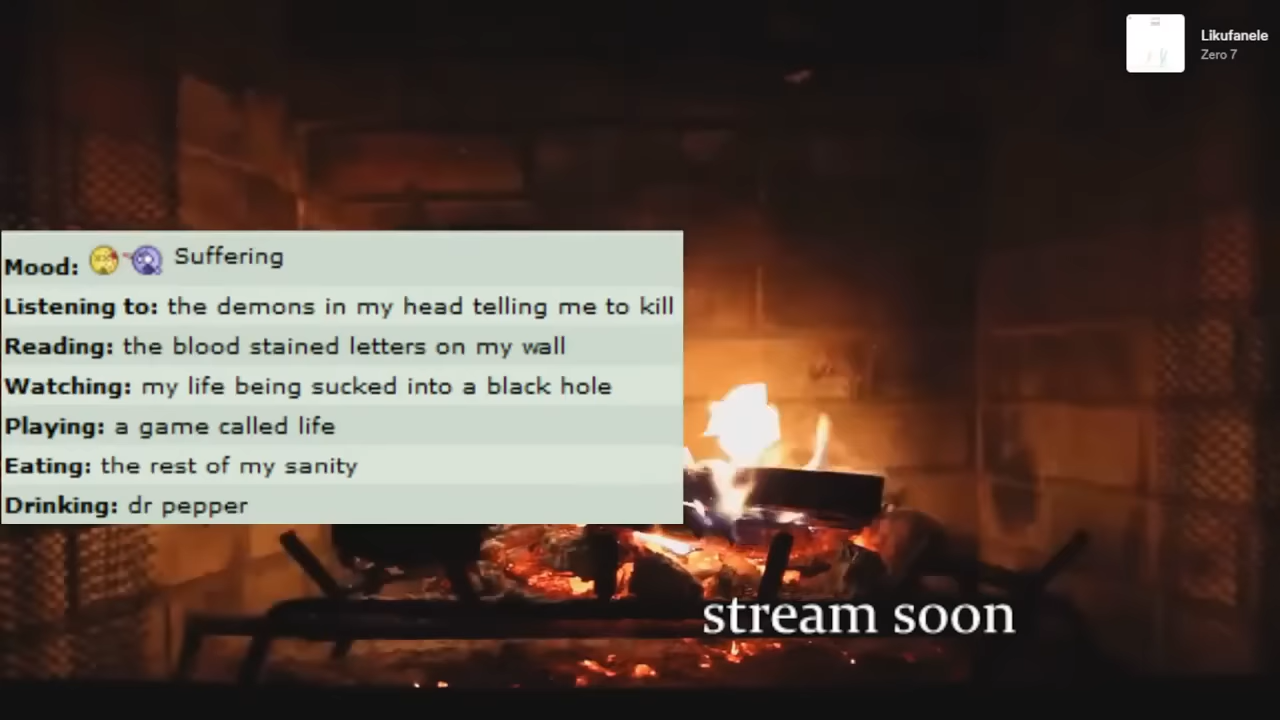 Likufanele
Zero 7
Mood: Suffering
Listening to: the demons in my head telling me to kill
Reading: the blood stained letters on my wall
Watching: my life being sucked into a black hole
Playing: a game called life
Eating: the rest of my sanity
Drinking: dr pepper
stream soon